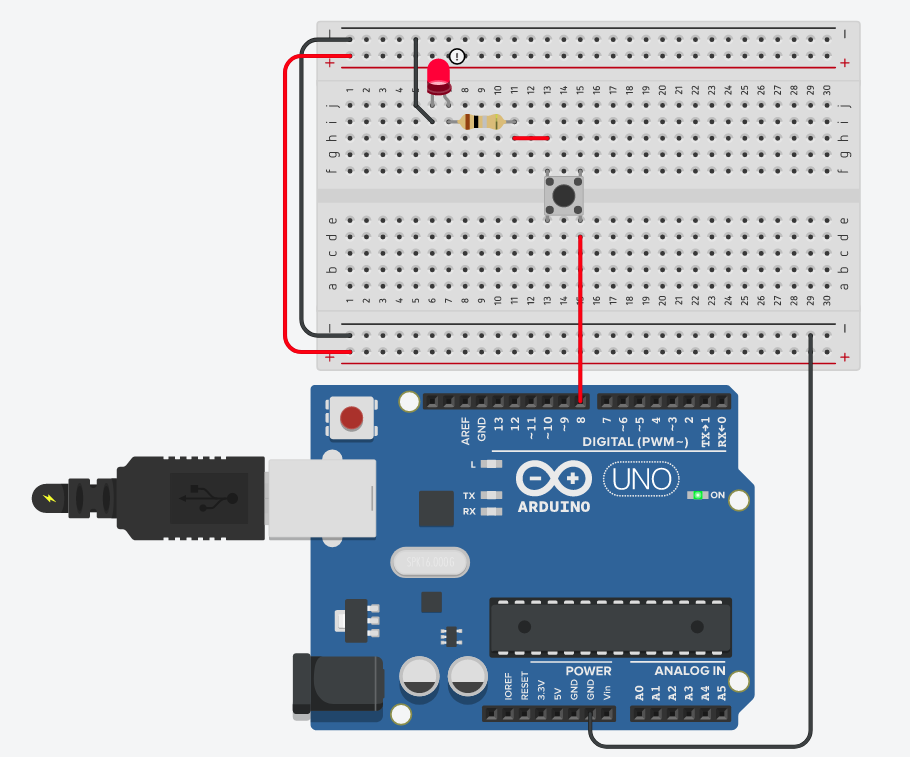 − −
+ +
!
1 2 3 4 5 6 7 8 9 10 11 12 13 14 15 16 17 18 19 20 21 22 23 24 25 26 27 28 29 30
j j
i i
h h
g g
f f
e e
d d
c c
b b
a a
1 2 3 4 5 6 7 8 9 10 11 12 13 14 15 16 17 18 19 20 21 22 23 24 25 26 27 28 29 30
− −
+ +
AREF GND 13 12 ~11 ~10 ~9 8 7 ~6 ~5 4 ~3 2 TX→1 RX←0
DIGITAL (PWM~)
L
TX
RX
− +
UNO
ARDUINO
ON
POWER ANALOG IN
IOREF RESET 3.3V 5V GND GND Vin A0 A1 A2 A3 A4 A5